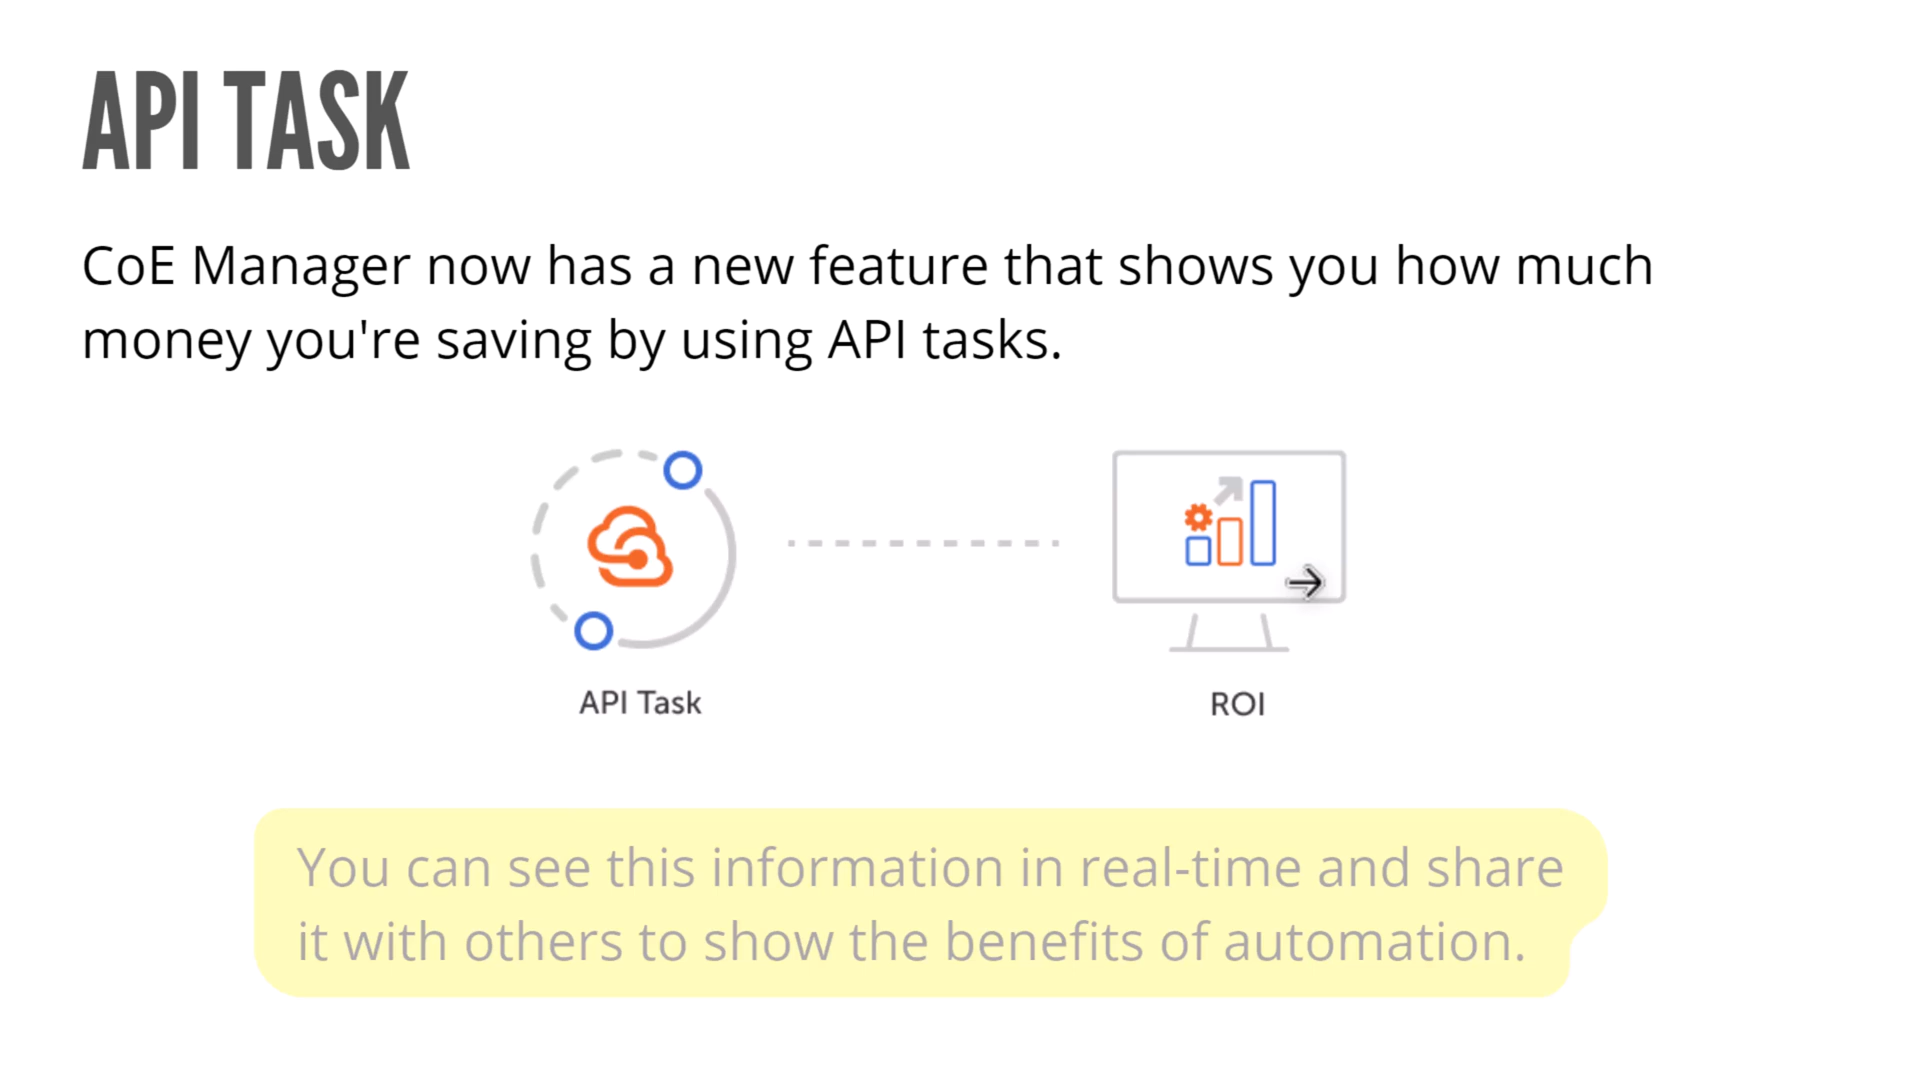 API TASK
CoE Manager now has a new feature that shows you how much
money you're saving by using API tasks.
API Task
ROI
You can see this information in real-time and share
it with others to show the benefits of automation.